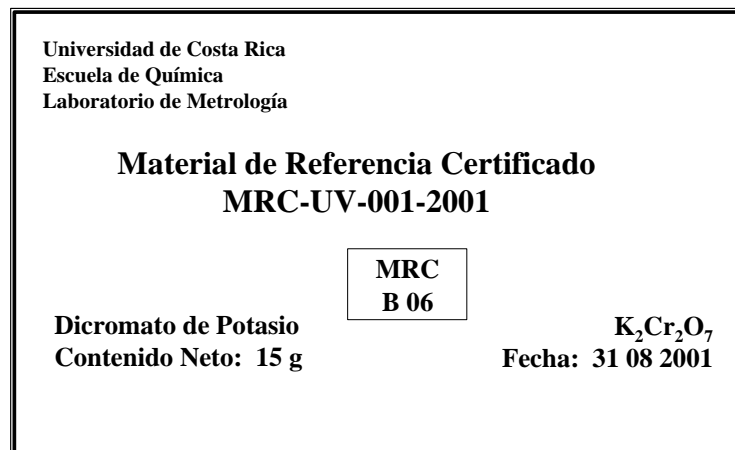 Universidad de Costa Rica
Escuela de Química
Laboratorio de Metrología
Material de Referencia Certificado
MRC-UV-001-2001
MRC
B 06
Dicromato de Potasio
K₂Cr₂O₇
Contenido Neto: 15 g
Fecha: 31 08 2001